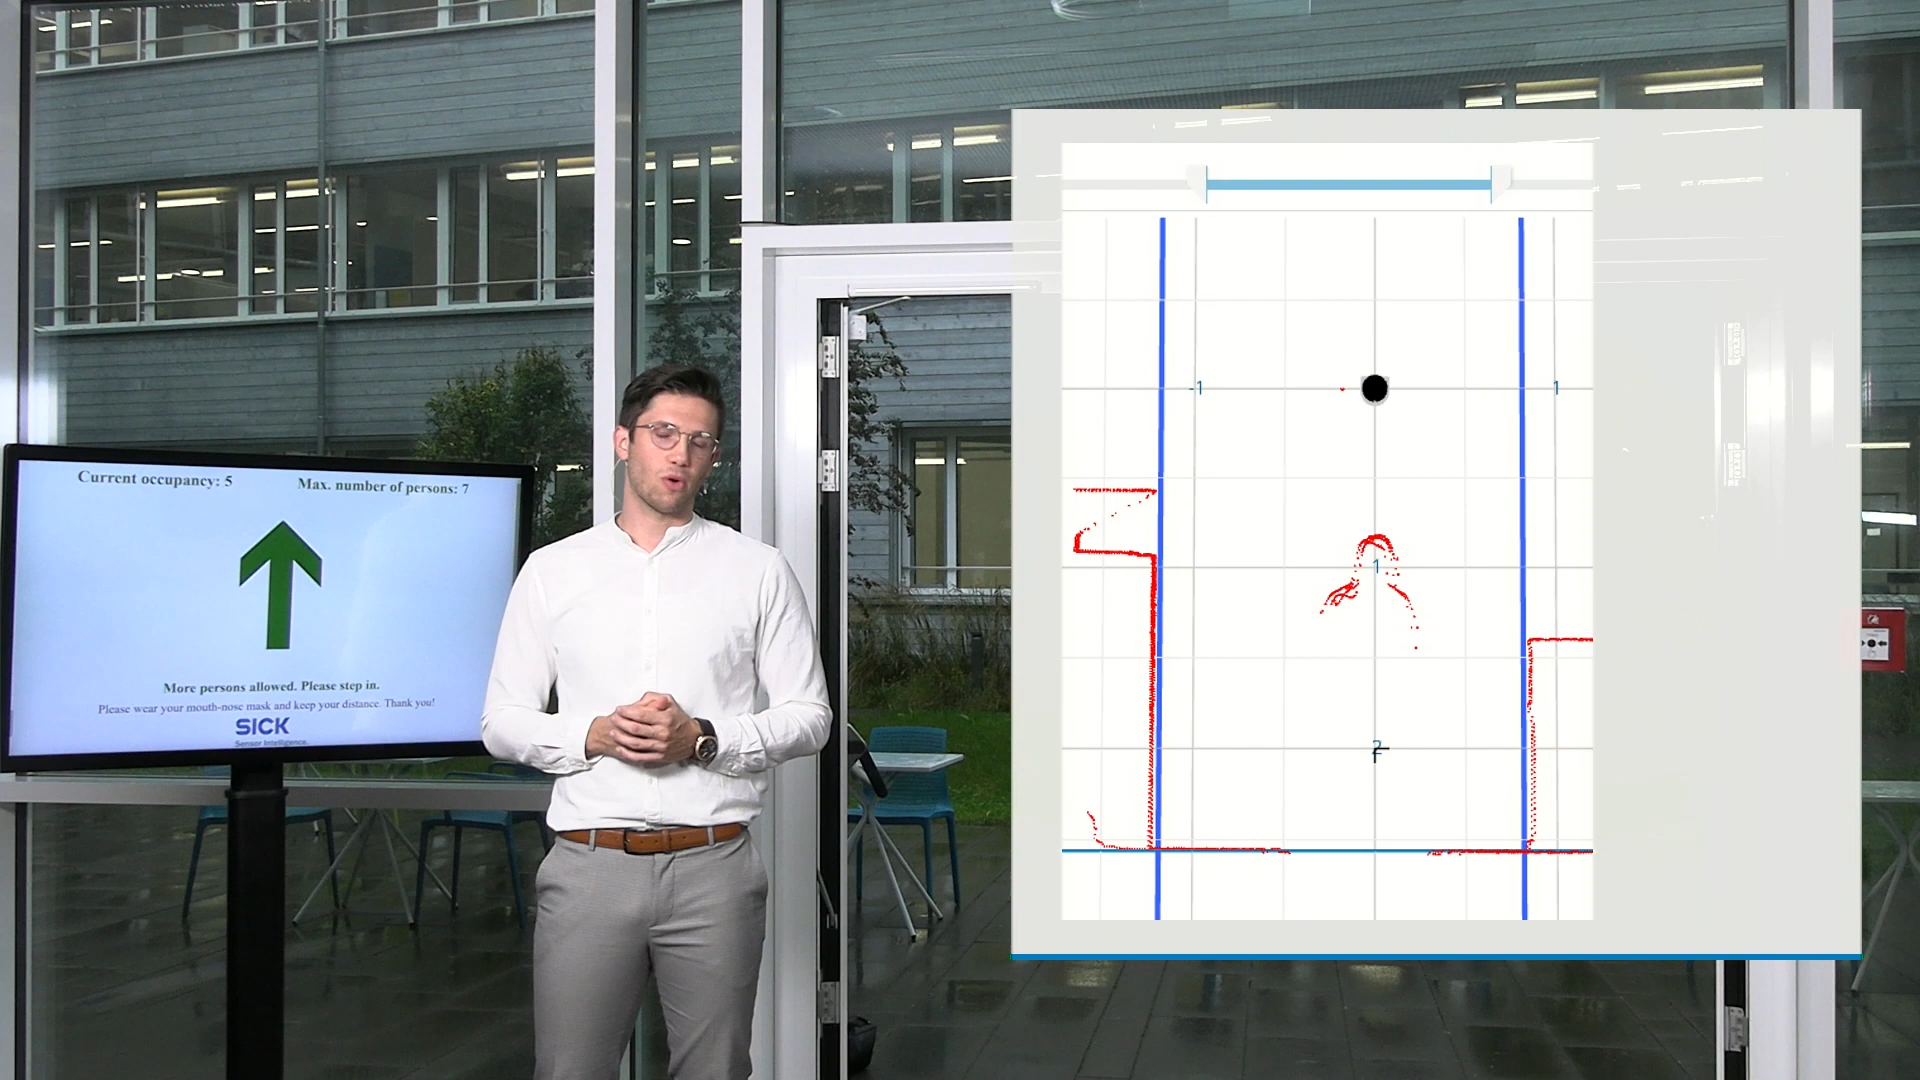 Current occupancy: 5
Max. number of persons: 7
More persons allowed. Please step in.
Please wear your mouth-nose mask and keep your distance. Thank you!
SICK
Sensor Intelligence.
-1
1
1
2